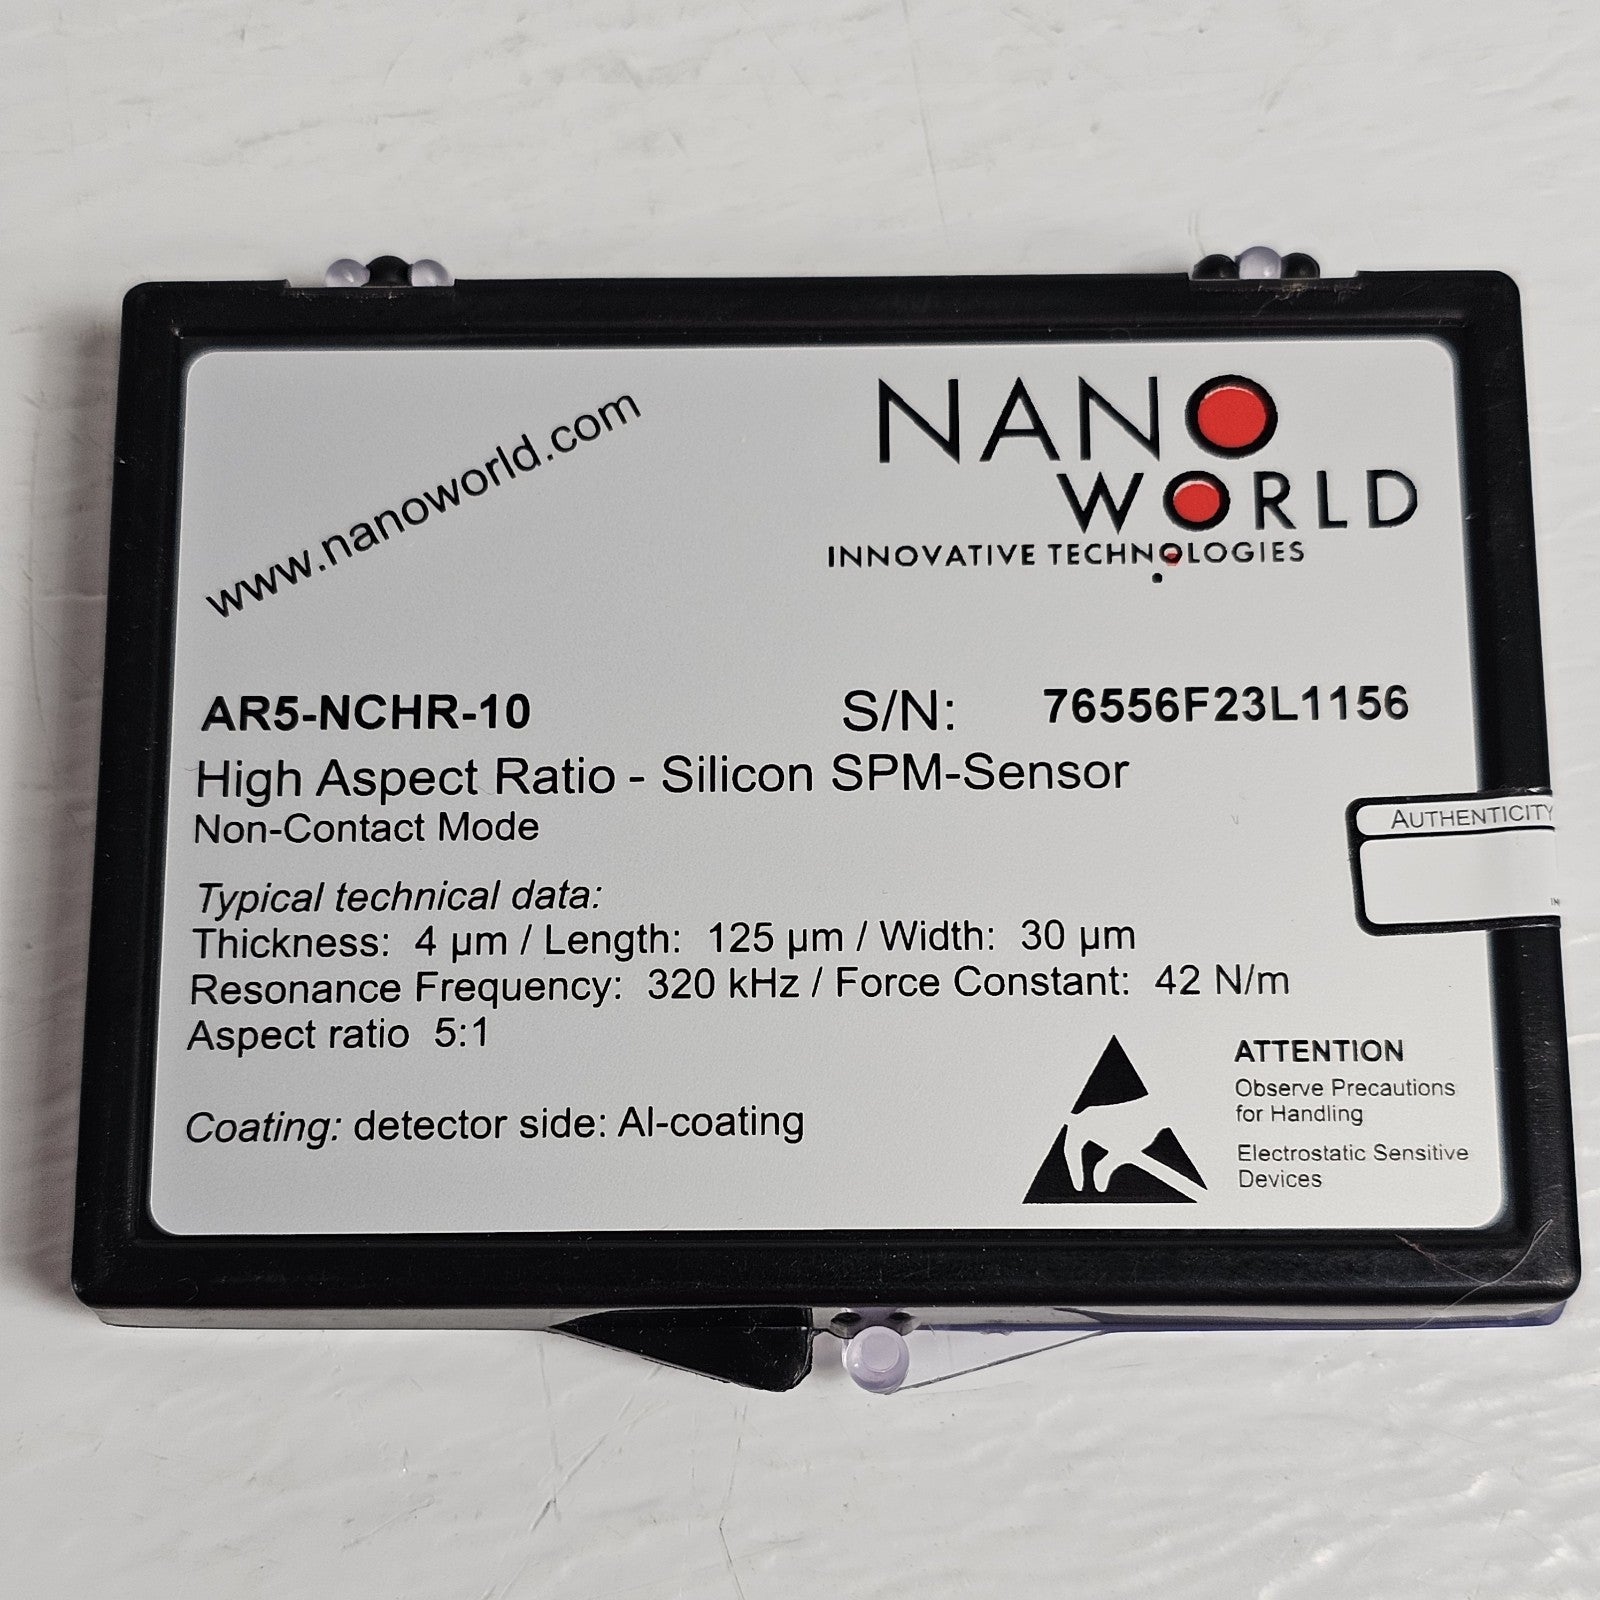 www.nanoworld.com
NANO
WORLD
INNOVATIVE TECHNOLOGIES
AR5-NCHR-10 S/N: 76556F23L1156
High Aspect Ratio - Silicon SPM-Sensor
Non-Contact Mode
AUTHENTICITY
Typical technical data:
Thickness: 4 µm / Length: 125 µm / Width: 30 µm
Resonance Frequency: 320 kHz / Force Constant: 42 N/m
Aspect ratio 5:1
Coating: detector side: Al-coating
ATTENTION
Observe Precautions
for Handling
Electrostatic Sensitive
Devices